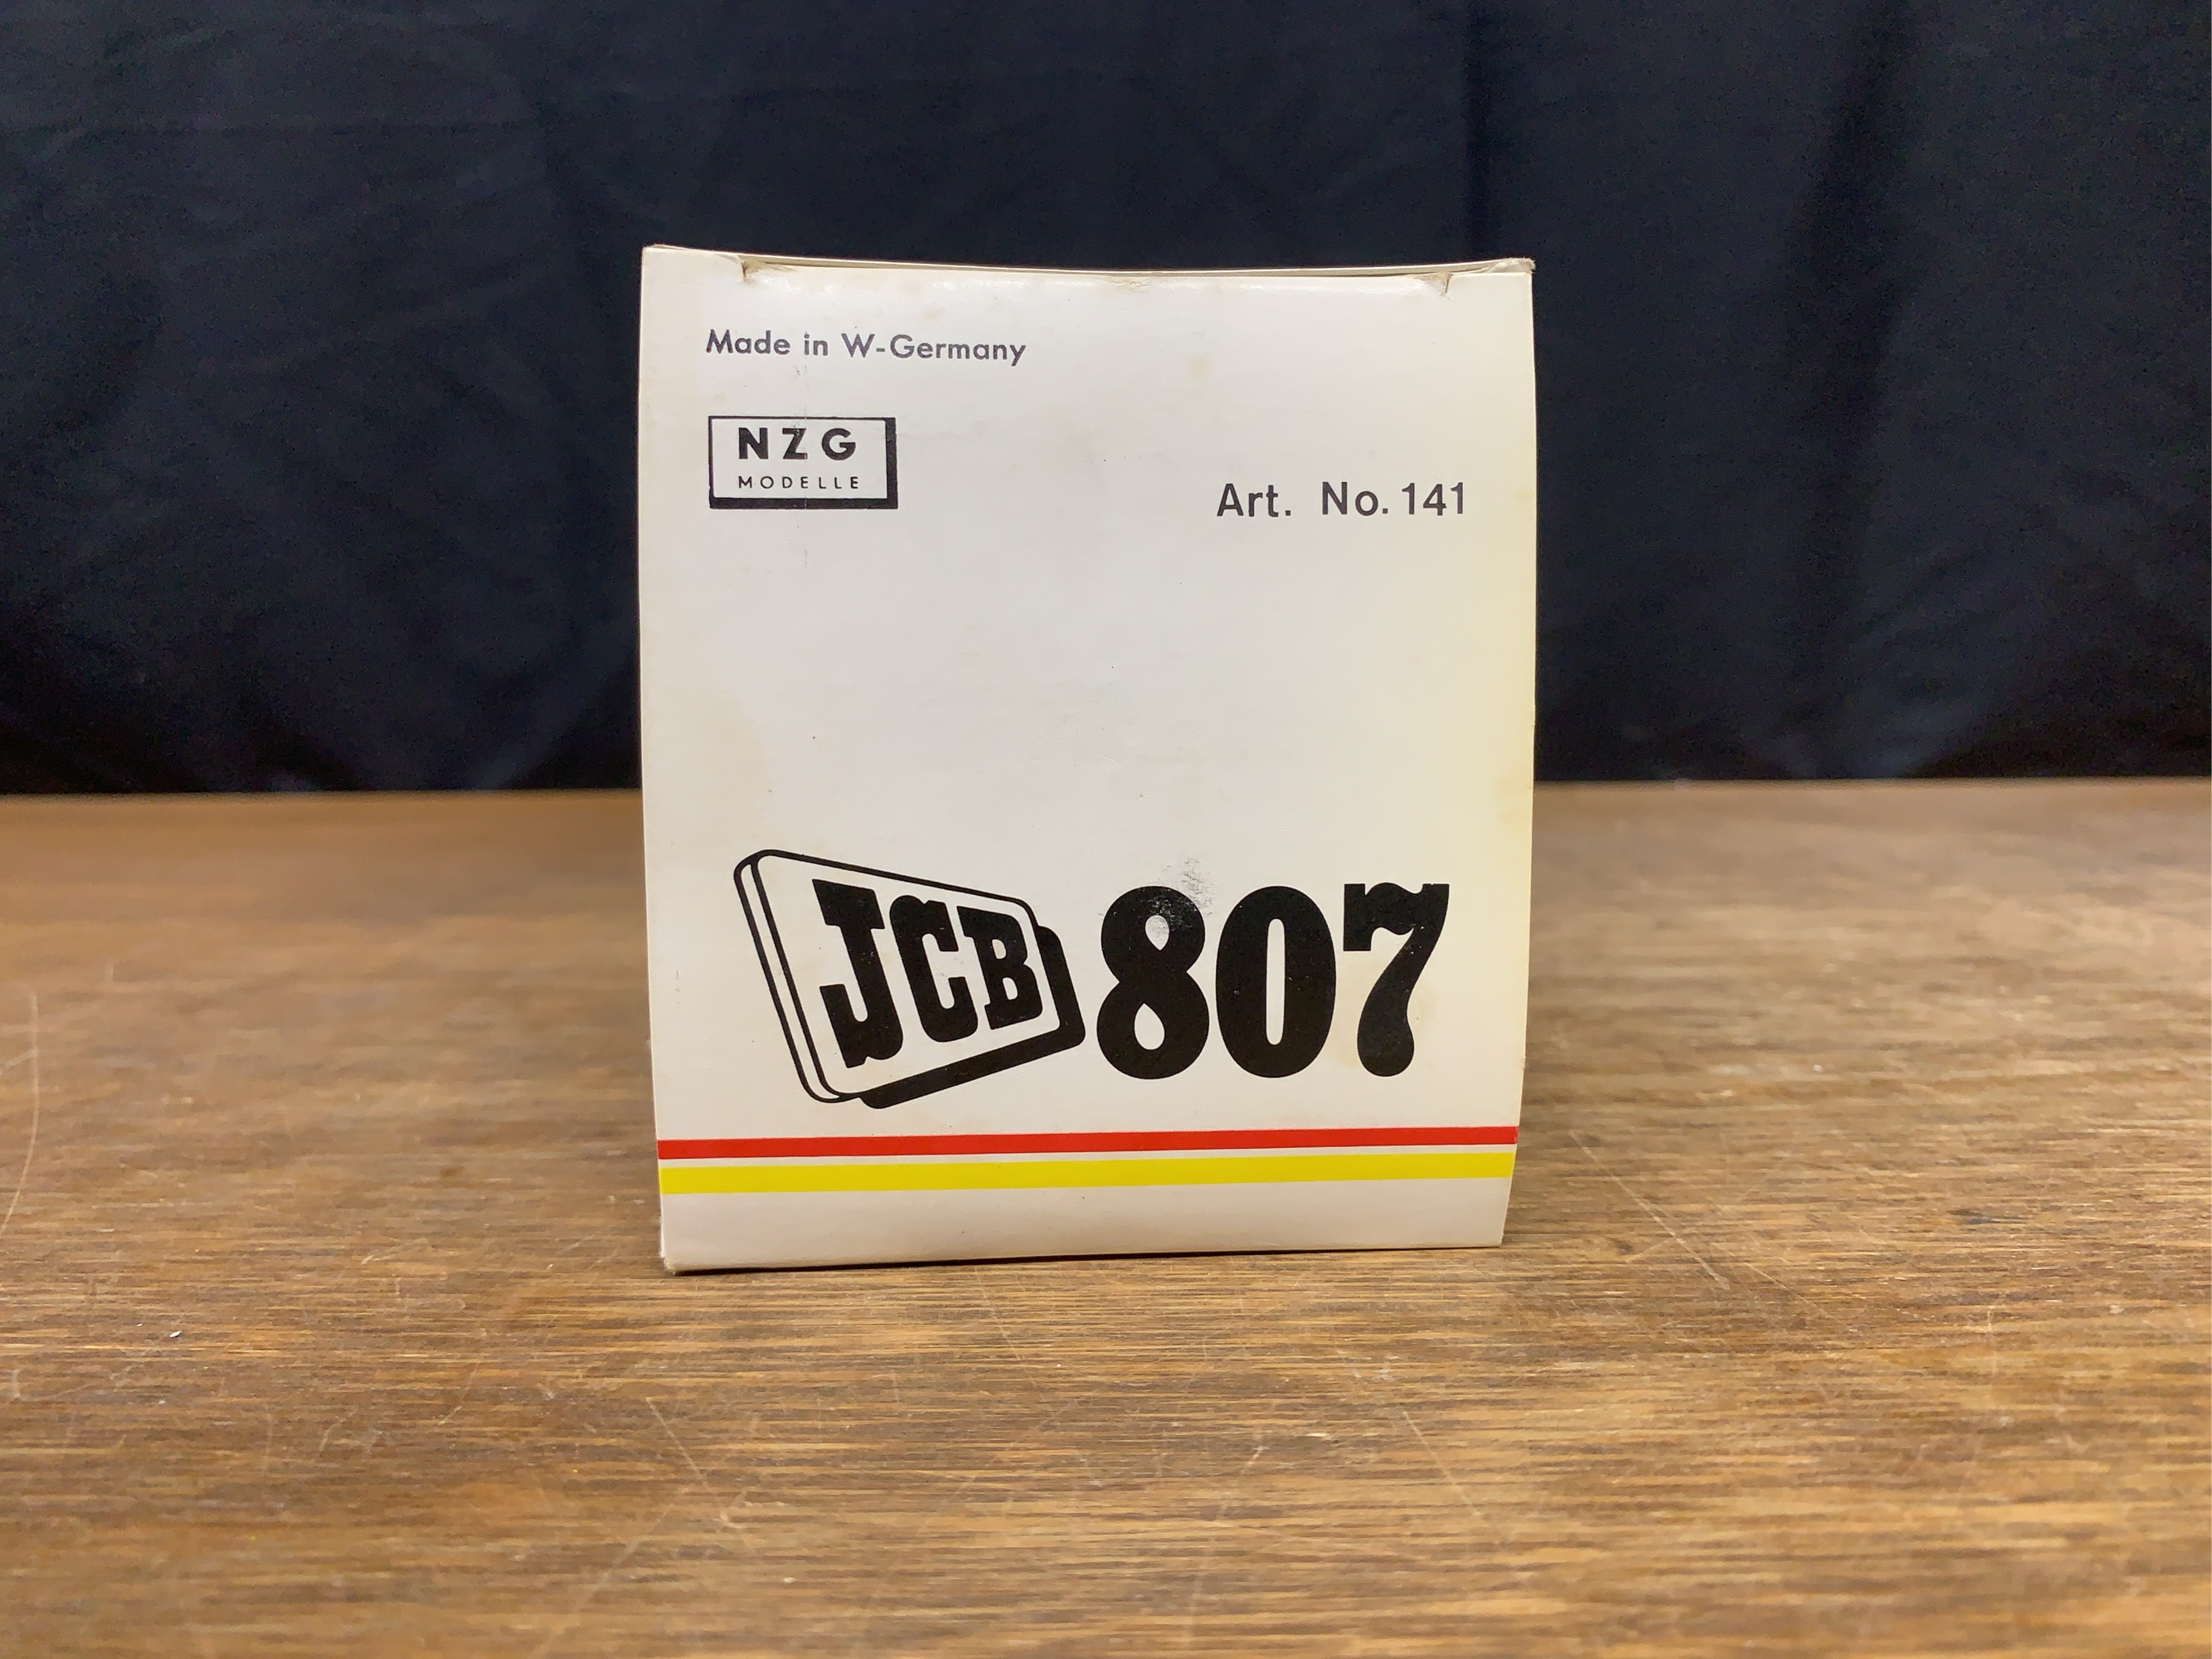 Made in W-Germany
NZG
MODELLE
Art. No. 141
JCB 807